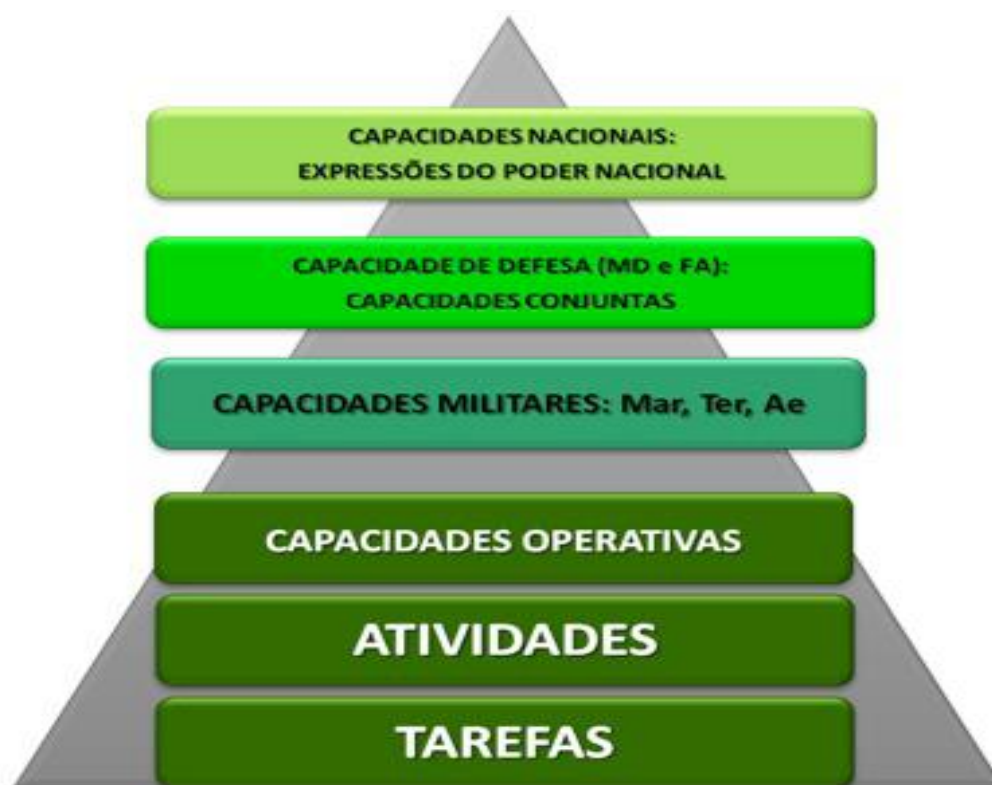 CAPACIDADES NACIONAIS:
EXPRESSÕES DO PODER NACIONAL
CAPACIDADE DE DEFESA (MD e FA):
CAPACIDADES CONJUNTAS
CAPACIDADES MILITARES: Mar, Ter, Ae
CAPACIDADES OPERATIVAS
ATIVIDADES
TAREFAS